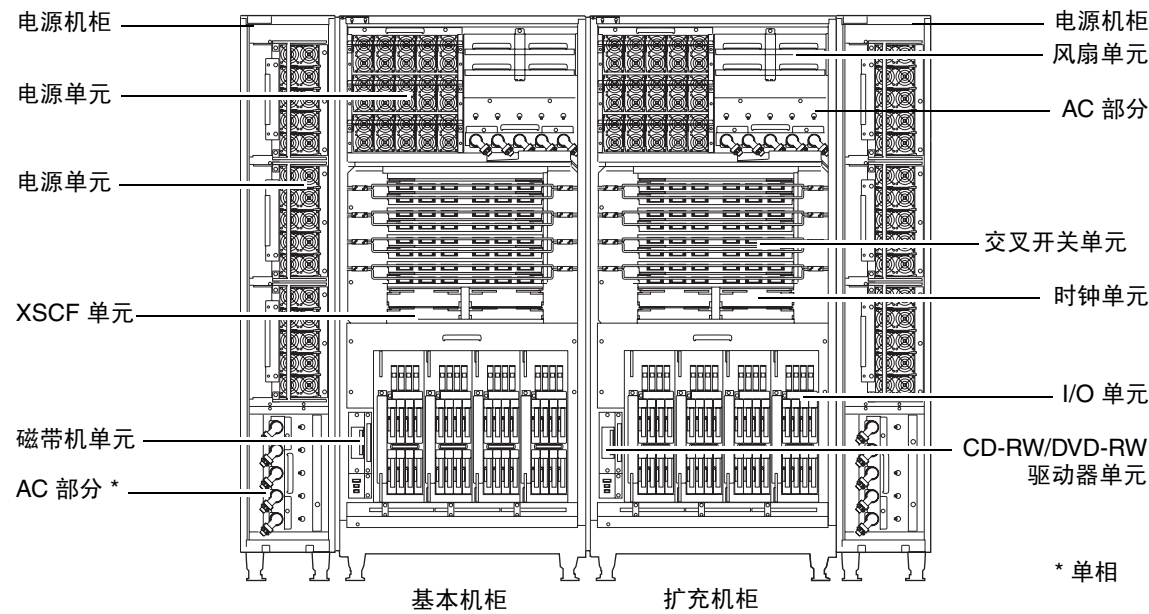 电源机柜
电源单元
电源单元
XSCF 单元
磁带机单元
AC 部分 *
电源机柜
风扇单元
AC 部分
交叉开关单元
时钟单元
I/O 单元
CD-RW/DVD-RW
驱动器单元
* 单相
基本机柜
扩充机柜